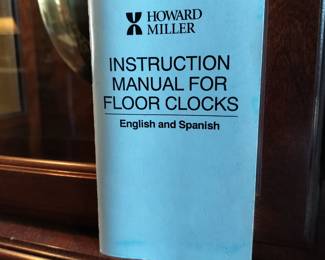 HOWARD
MILLER
INSTRUCTION
MANUAL FOR
FLOOR CLOCKS
English and Spanish